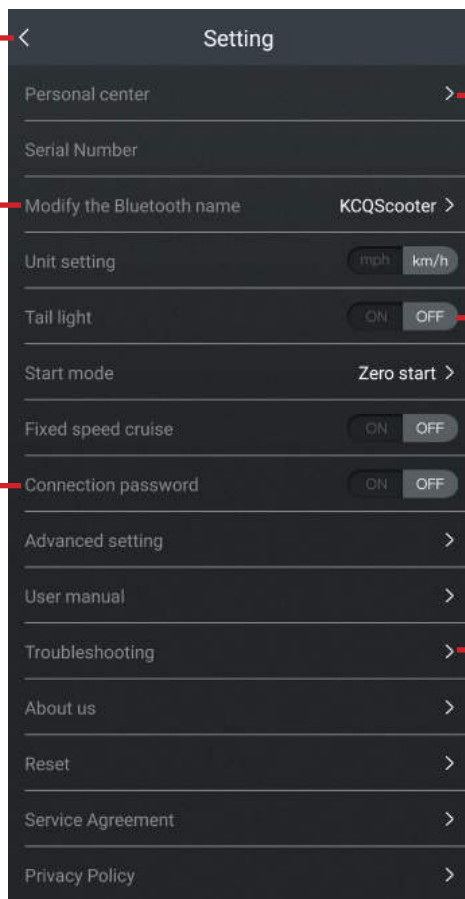 Setting
Personal center
Serial Number
Modify the Bluetooth name KCQScooter
Unit setting mph km/h
Tail light ON OFF
Start mode Zero start
Fixed speed cruise ON OFF
Connection password ON OFF
Advanced setting
User manual
Troubleshooting
About us
Reset
Service Agreement
Privacy Policy